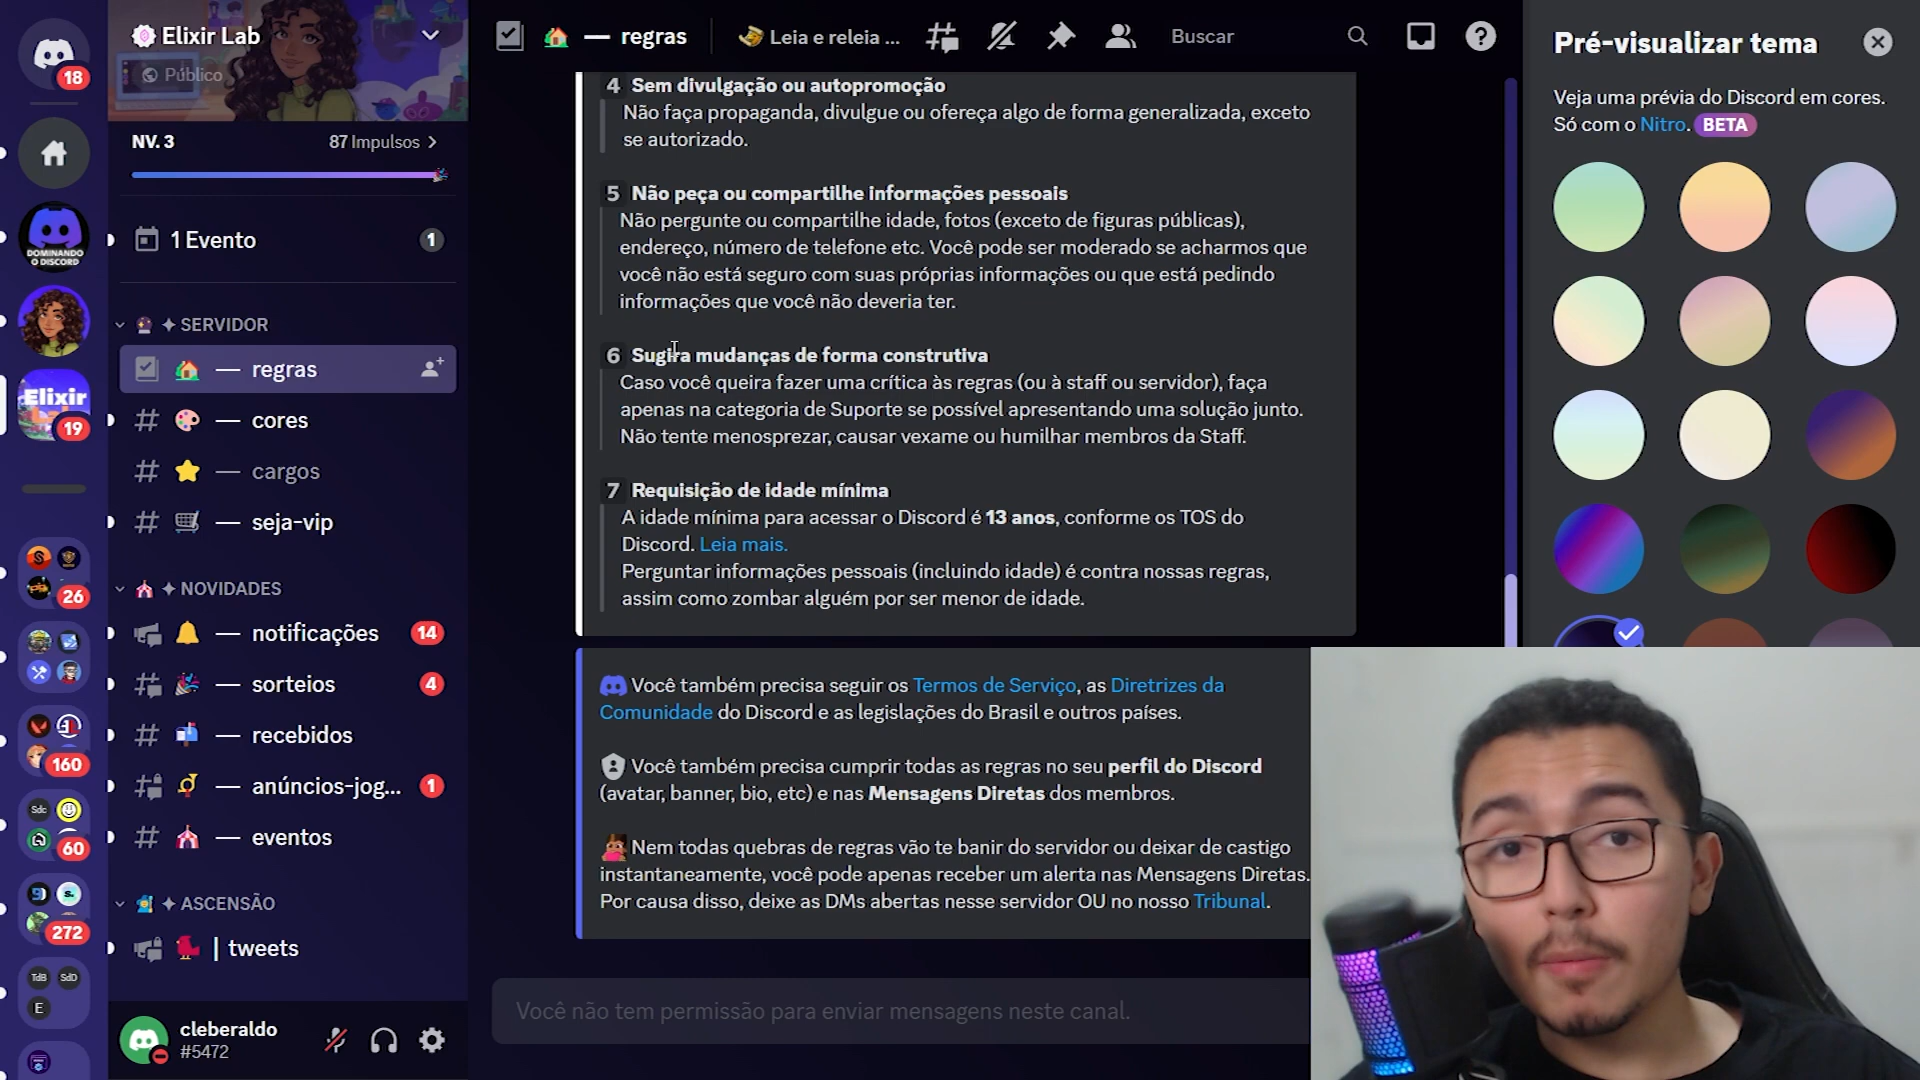 18
DOMINANDO
O DISCORD
Elixir
19
26
160
Sdc
60
272
TdB SdD
E
Elixir Lab
Público
NV. 3
87 Impulsos
1 Evento
1
SERVIDOR
— regras
— cores
— cargos
— seja-vip
NOVIDADES
— notificações
14
— sorteios
4
— recebidos
— anúncios-jog...
1
— eventos
ASCENSÃO
| tweets
cleberaldo
#5472
— regras
Leia e releia ...
Buscar
4 Sem divulgação ou autopromoção
Não faça propaganda, divulgue ou ofereça algo de forma generalizada, exceto
se autorizado.
5 Não peça ou compartilhe informações pessoais
Não pergunte ou compartilhe idade, fotos (exceto de figuras públicas),
endereço, número de telefone etc. Você pode ser moderado se acharmos que
você não está seguro com suas próprias informações ou que está pedindo
informações que você não deveria ter.
6 Sugira mudanças de forma construtiva
Caso você queira fazer uma crítica às regras (ou à staff ou servidor), faça
apenas na categoria de Suporte se possível apresentando uma solução junto.
Não tente menosprezar, causar vexame ou humilhar membros da Staff.
7 Requisição de idade mínima
A idade mínima para acessar o Discord é 13 anos, conforme os TOS do
Discord. Leia mais.
Perguntar informações pessoais (incluindo idade) é contra nossas regras,
assim como zombar alguém por ser menor de idade.
Você também precisa seguir os Termos de Serviço, as Diretrizes da
Comunidade do Discord e as legislações do Brasil e outros países.
Você também precisa cumprir todas as regras no seu perfil do Discord
(avatar, banner, bio, etc) e nas Mensagens Diretas dos membros.
Nem todas quebras de regras vão te banir do servidor ou deixar de castigo
instantaneamente, você pode apenas receber um alerta nas Mensagens Diretas.
Por causa disso, deixe as DMs abertas nesse servidor OU no nosso Tribunal.
Você não tem permissão para enviar mensagens neste canal.
Pré-visualizar tema
Veja uma prévia do Discord em cores.
Só com o Nitro. BETA